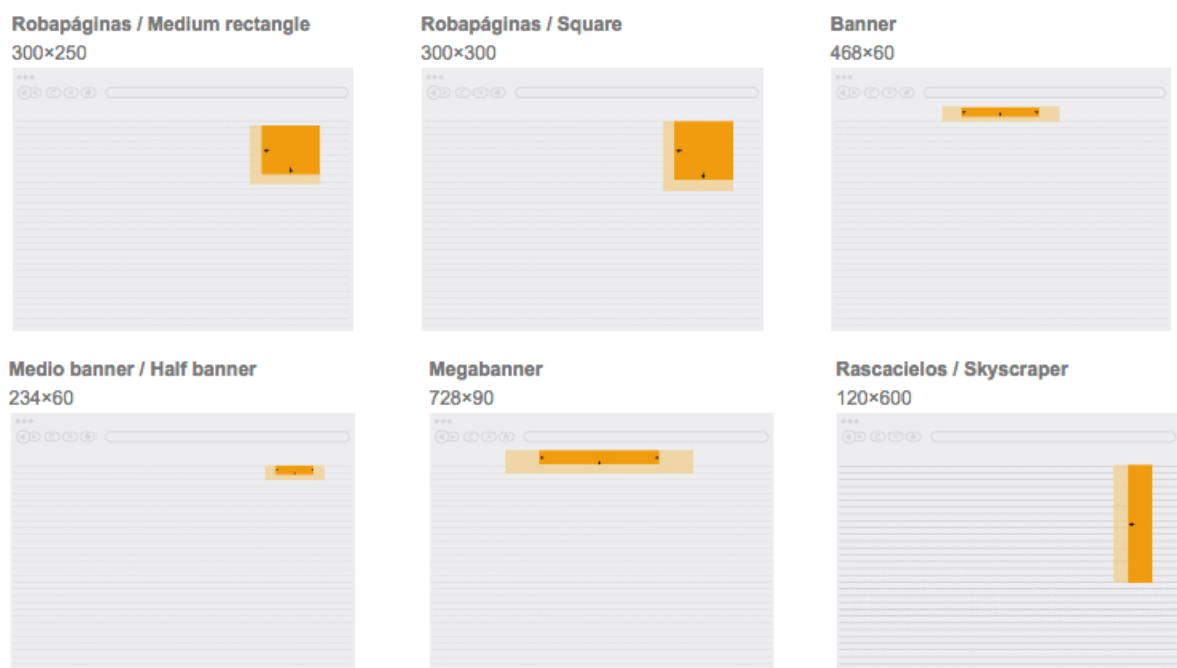 Robapáginas / Medium rectangle
300×250
Robapáginas / Square
300×300
Banner
468×60
Medio banner / Half banner
234×60
Megabanner
728×90
Rascacielos / Skyscraper
120×600